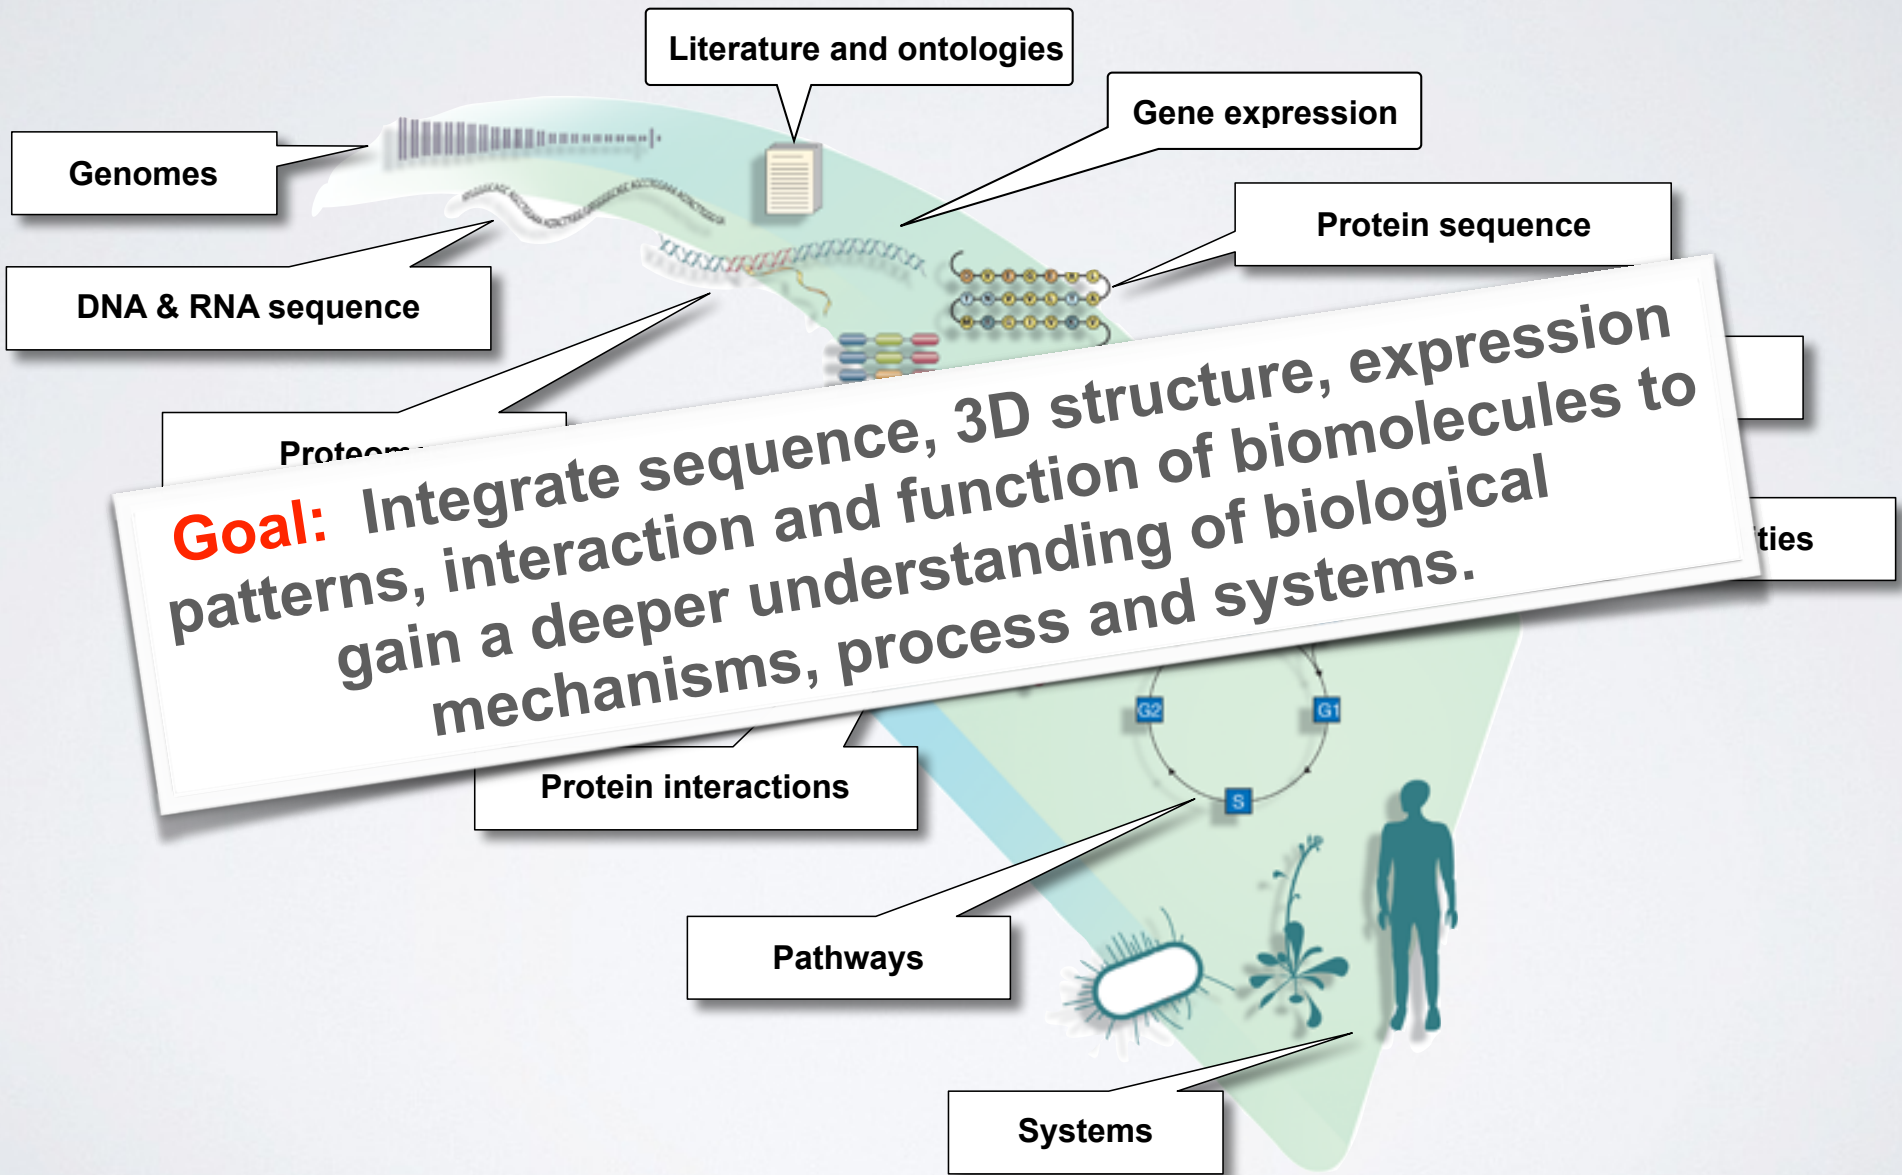 Literature and ontologies
Gene expression
Genomes
Protein sequence
DNA & RNA sequence
Goal: Integrate sequence, 3D structure, expression
patterns, interaction and function of biomolecules to
gain a deeper understanding of biological
mechanisms, process and systems.
G2
G1
S
Protein interactions
Pathways
Systems